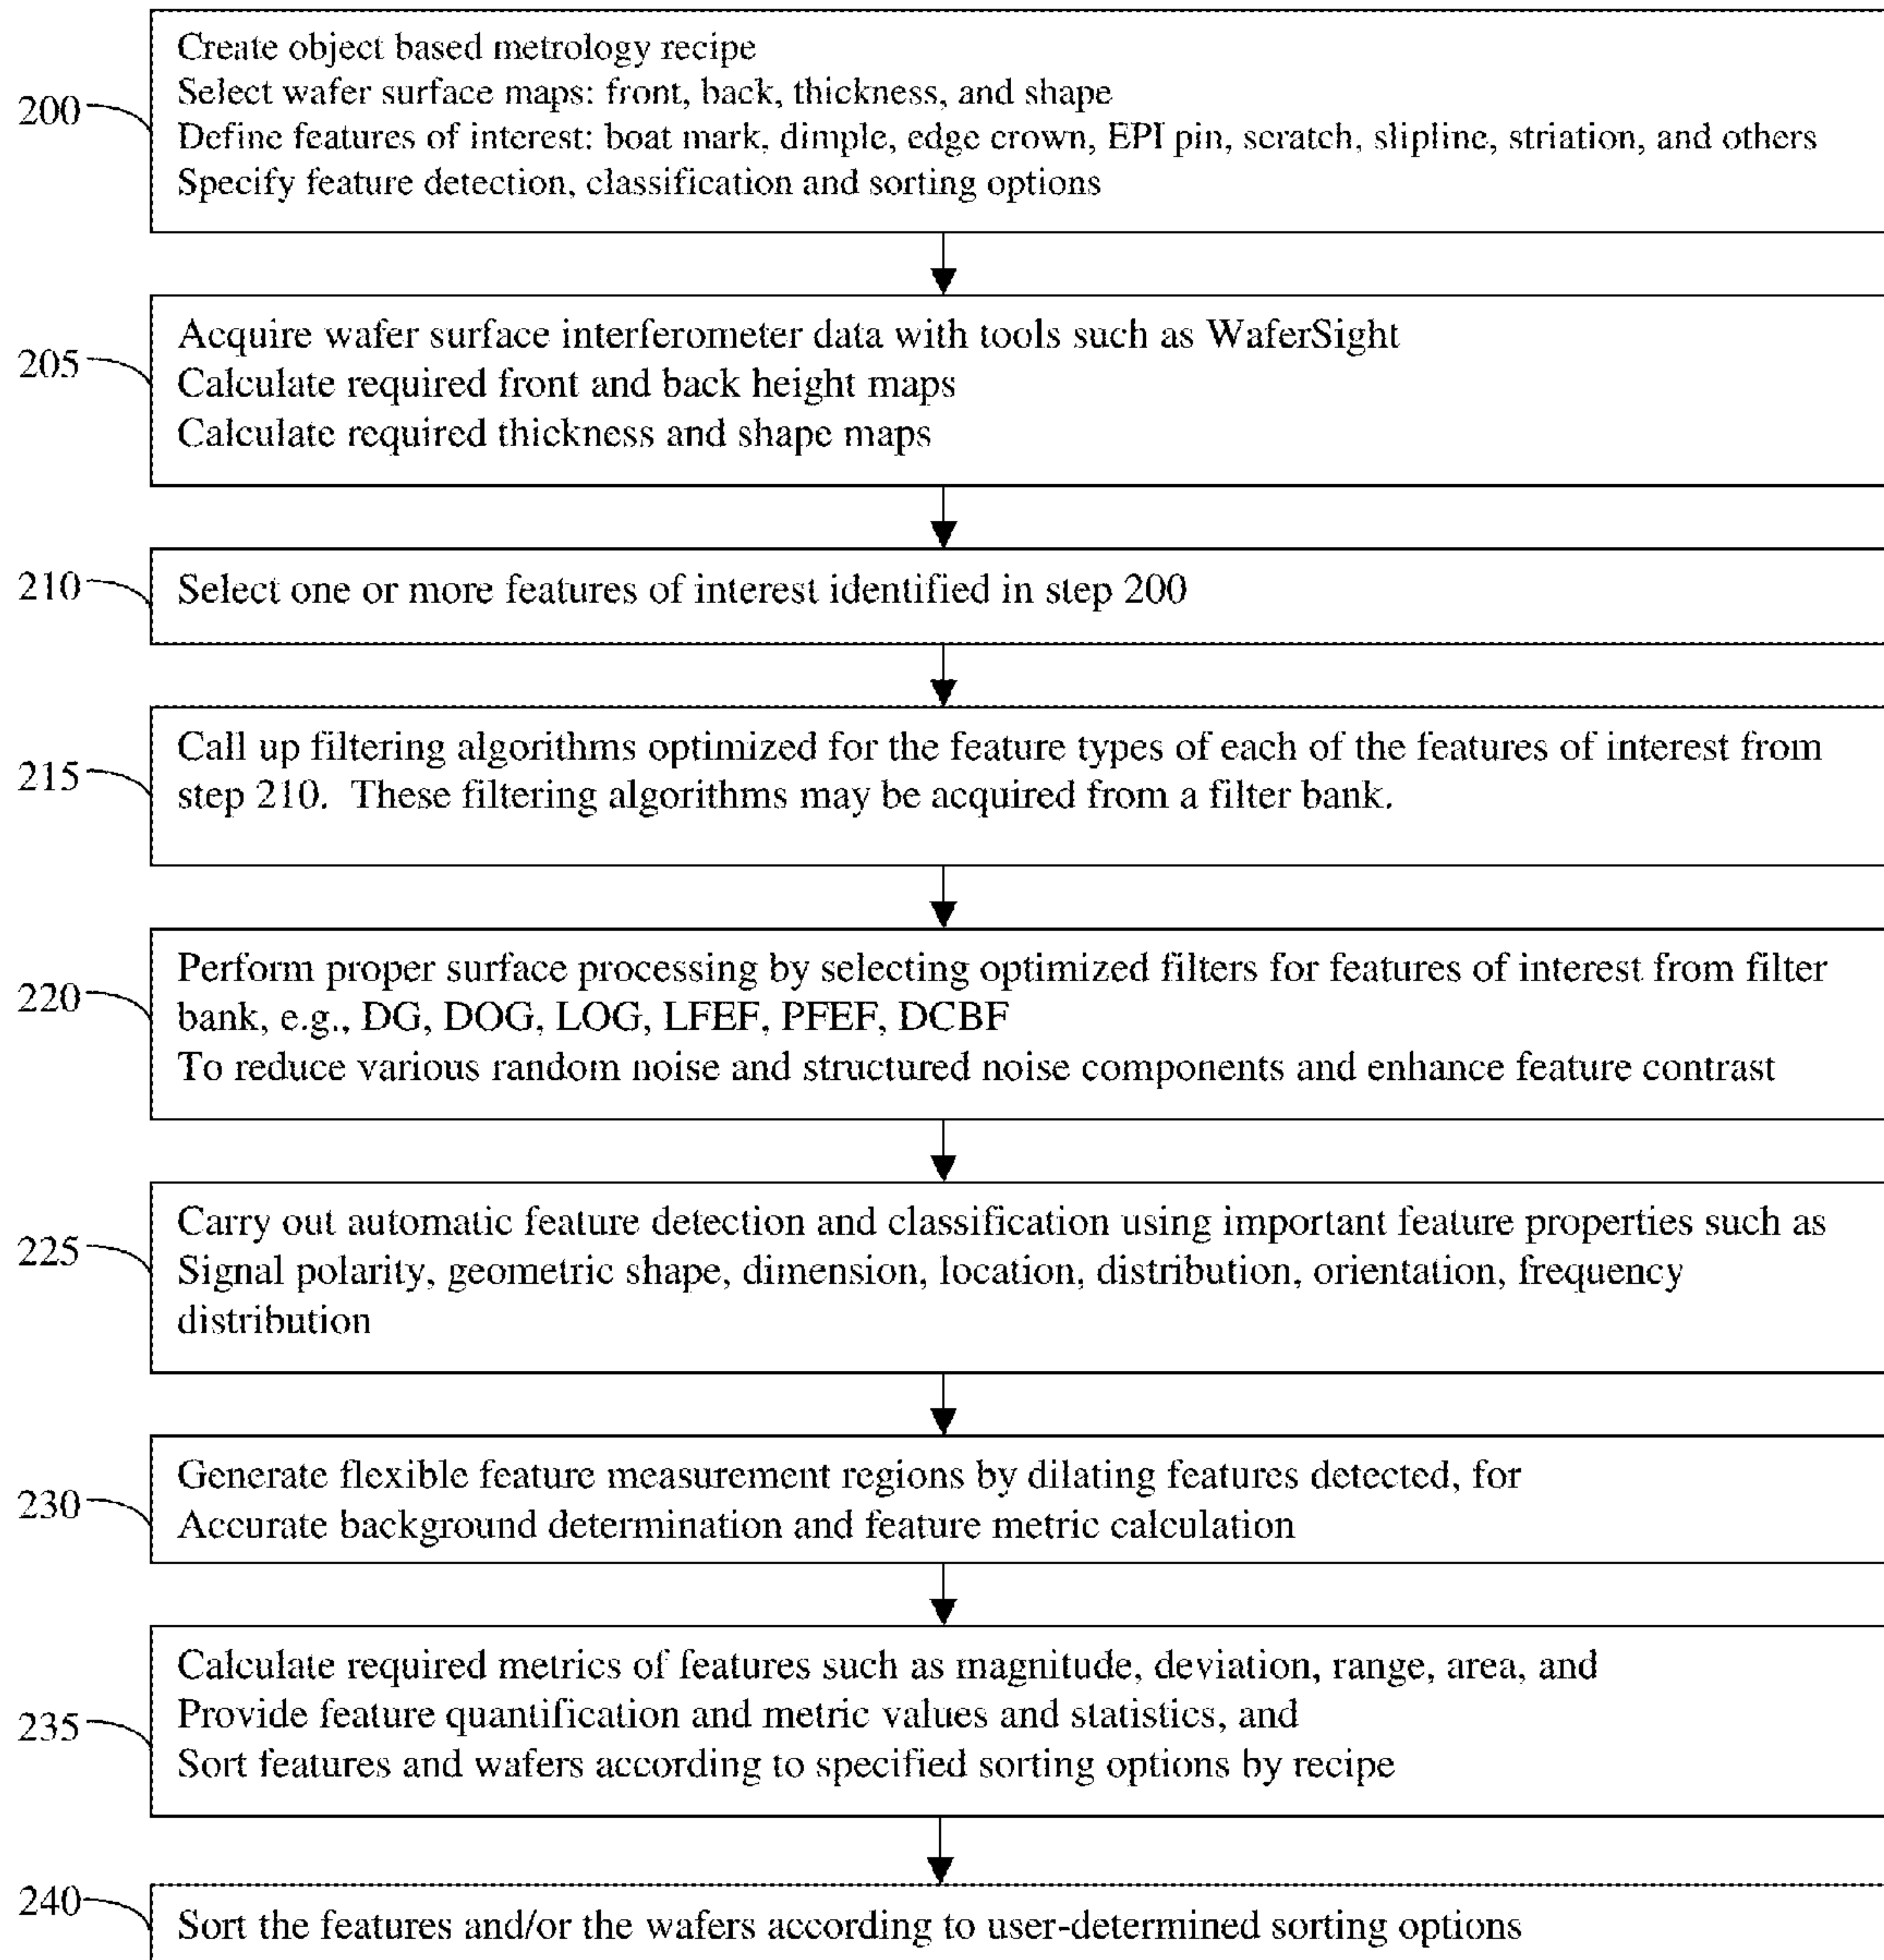 Create object based metrology recipe
200
Select wafer surface maps: front, back, thickness, and shape
Define features of interest: boat mark, dimple, edge crown, EPI pin, scratch, slipline, striation, and others
Specify feature detection, classification and sorting options
205
Acquire wafer surface interferometer data with tools such as WaferSight
Calculate required front and back height maps
Calculate required thickness and shape maps
210
Select one or more features of interest identified in step 200
215
Call up filtering algorithms optimized for the feature types of each of the features of interest from
step 210. These filtering algorithms may be acquired from a filter bank.
220
Perform proper surface processing by selecting optimized filters for features of interest from filter
bank, e.g., DG, DOG, LOG, LFEF, PFEF, DCBF
To reduce various random noise and structured noise components and enhance feature contrast
225
Carry out automatic feature detection and classification using important feature properties such as
Signal polarity, geometric shape, dimension, location, distribution, orientation, frequency
distribution
230
Generate flexible feature measurement regions by dilating features detected, for
Accurate background determination and feature metric calculation
235
Calculate required metrics of features such as magnitude, deviation, range, area, and
Provide feature quantification and metric values and statistics, and
Sort features and wafers according to specified sorting options by recipe
240
Sort the features and/or the wafers according to user-determined sorting options